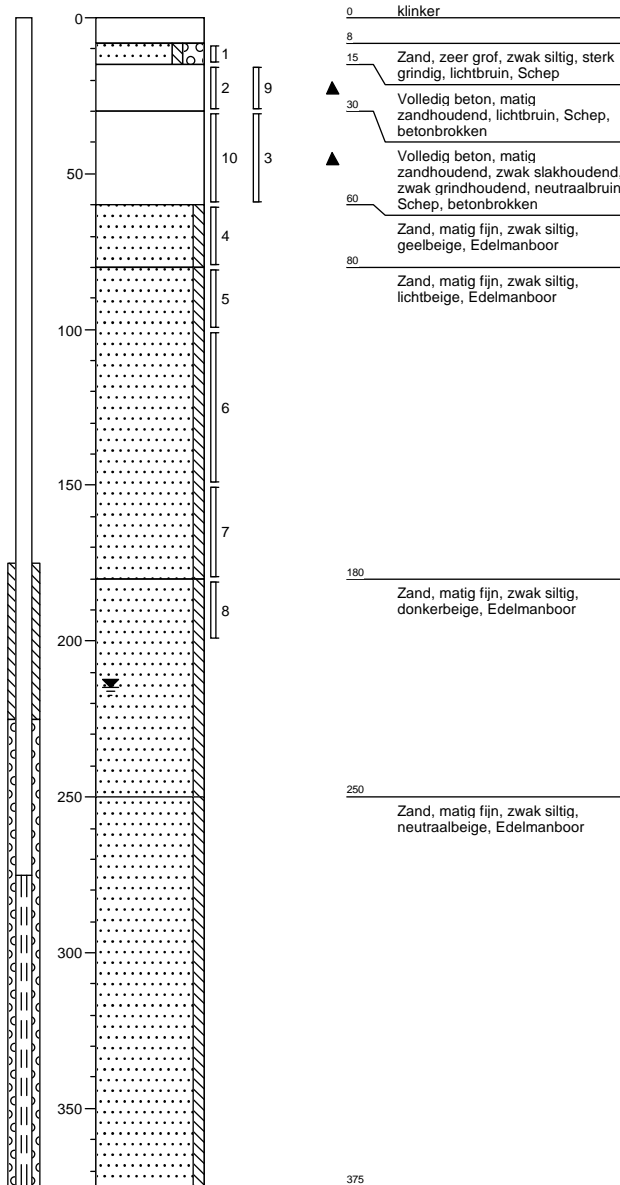 0
50
100
150
200
250
300
350
1
2
9
10
3
4
5
6
7
8
0
klinker
8
15
Zand, zeer grof, zwak siltig, sterk
grindig, lichtbruin, Schep
30
Volledig beton, matig
zandhoudend, lichtbruin, Schep,
betonbrokken
Volledig beton, matig
zandhoudend, zwak slakhoudend,
zwak grindhoudend, neutraalbruin
60
Schep, betonbrokken
Zand, matig fijn, zwak siltig,
geelbeige, Edelmanboor
80
Zand, matig fijn, zwak siltig,
lichtbeige, Edelmanboor
180
Zand, matig fijn, zwak siltig,
donkerbeige, Edelmanboor
250
Zand, matig fijn, zwak siltig,
neutraalbeige, Edelmanboor
375